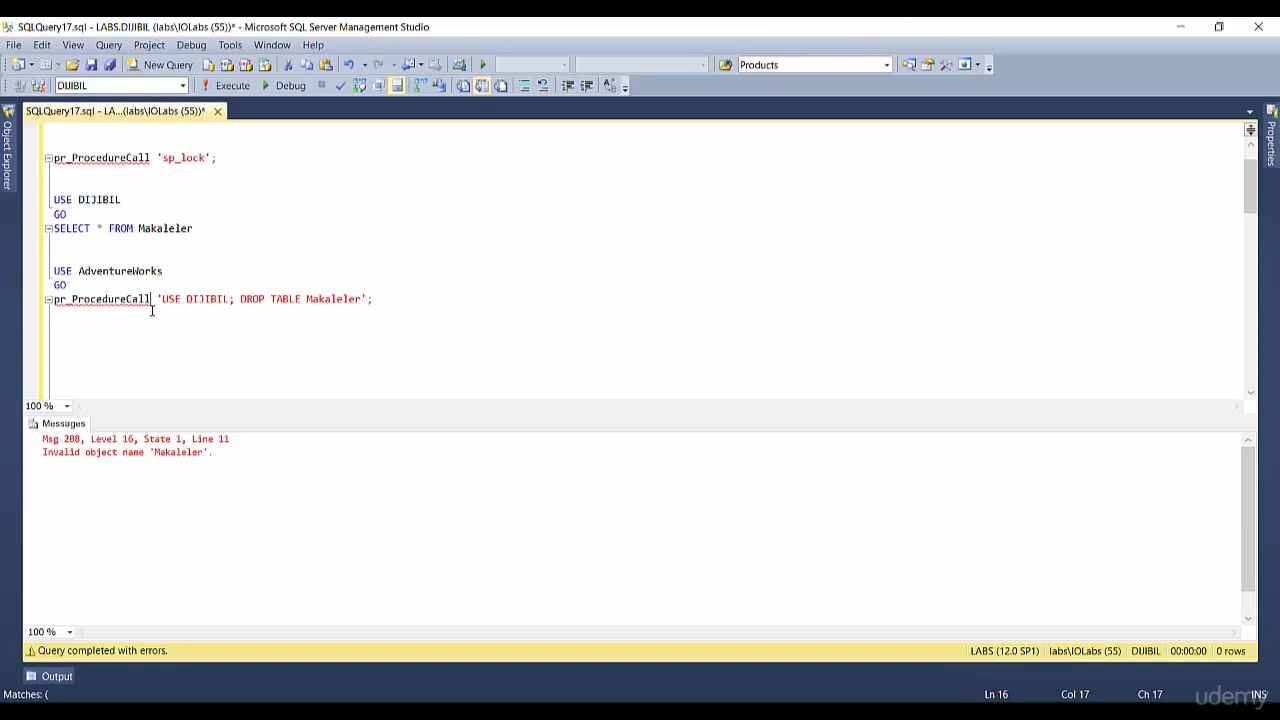 SQLQuery17.sql - LABS.DIJIBIL (labs\IOLabs (55))* - Microsoft SQL Server Management Studio
File Edit View Query Project Debug Tools Window Help
New Query Products
DIJIBIL Execute Debug
SQLQuery17.sql - LA...(labs\IOLabs (55))*
Object Explorer
Properties
pr_ProcedureCall 'sp_lock';
USE DIJIBIL
GO
SELECT * FROM Makaleler
USE AdventureWorks
GO
pr_ProcedureCall 'USE DIJIBIL; DROP TABLE Makaleler';
100 %
Messages
Msg 208, Level 16, State 1, Line 11
Invalid object name 'Makaleler'.
100 %
Query completed with errors. LABS (12.0 SP1) labs\IOLabs (55) DIJIBIL 00:00:00 0 rows
Output
Matches: ( Ln 16 Col 17 Ch 17 INS
udemy